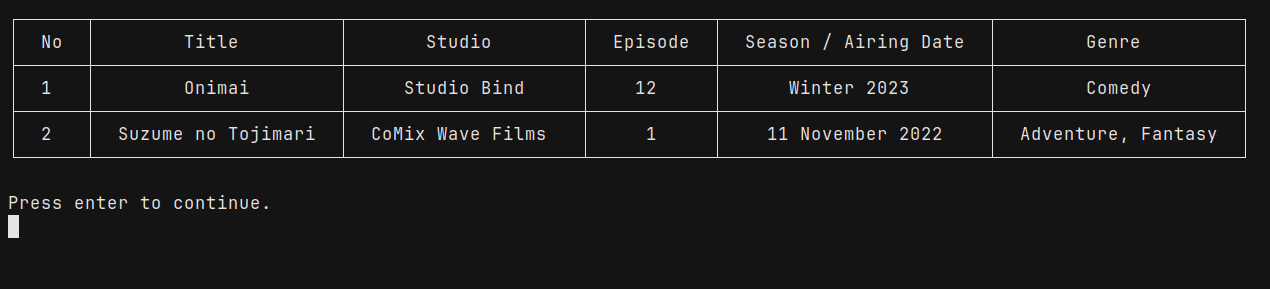 No Title Studio Episode Season / Airing Date Genre
1 Onimai Studio Bind 12 Winter 2023 Comedy
2 Suzume no Tojimari CoMix Wave Films 1 11 November 2022 Adventure, Fantasy
Press enter to continue.